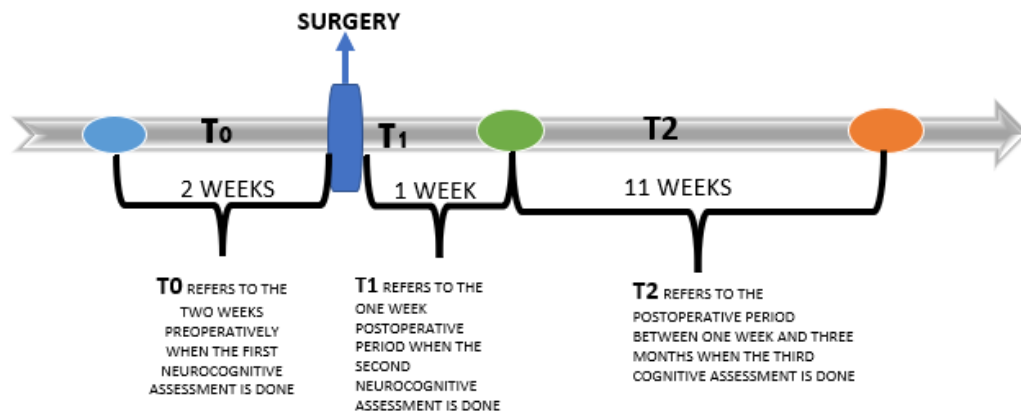 SURGERY
T0
T1
T2
2 WEEKS
1 WEEK
11 WEEKS
T0 REFERS TO THE
TWO WEEKS
PREOPERATIVELY
WHEN THE FIRST
NEUROCOGNITIVE
ASSESSMENT IS DONE
T1 REFERS TO THE
ONE WEEK
POSTOPERATIVE
PERIOD WHEN THE
SECOND
NEUROCOGNITIVE
ASSESSMENT IS DONE
T2 REFERS TO THE
POSTOPERATIVE PERIOD
BETWEEN ONE WEEK AND THREE
MONTHS WHEN THE THIRD
COGNITIVE ASSESSMENT IS DONE